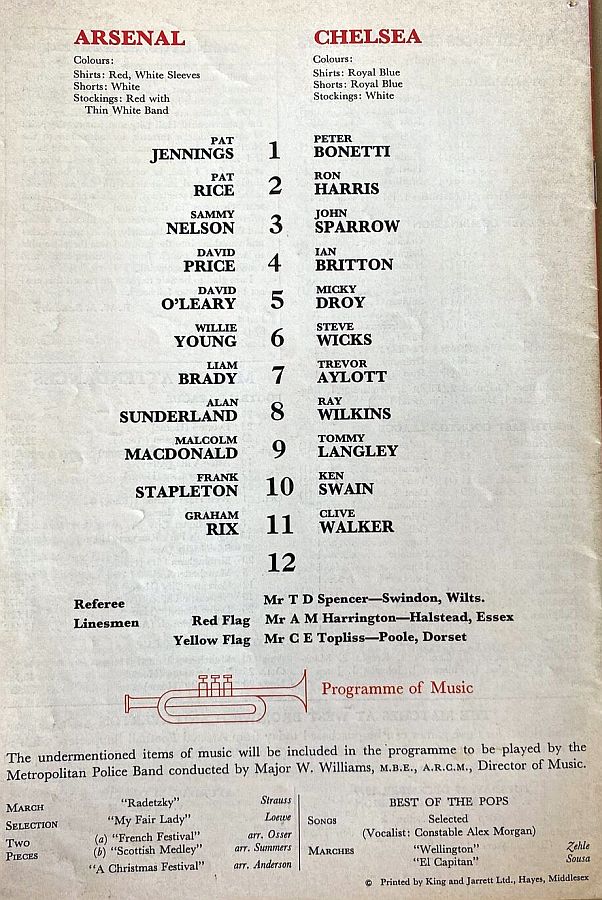 ARSENAL
Colours:
Shirts: Red, White Sleeves
Shorts: White
Stockings: Red with
Thin White Band
CHELSEA
Colours:
Shirts: Royal Blue
Shorts: Royal Blue
Stockings: White
PAT JENNINGS 1 PETER BONETTI
PAT RICE 2 RON HARRIS
SAMMY NELSON 3 JOHN SPARROW
DAVID PRICE 4 IAN BRITTON
DAVID O'LEARY 5 MICKY DROY
WILLIE YOUNG 6 STEVE WICKS
LIAM BRADY 7 TREVOR AYLOTT
ALAN SUNDERLAND 8 RAY WILKINS
MALCOLM MACDONALD 9 TOMMY LANGLEY
FRANK STAPLETON 10 KEN SWAIN
GRAHAM RIX 11 CLIVE WALKER
12
Referee Mr T D Spencer—Swindon, Wilts.
Linesmen Red Flag Mr A M Harrington—Halstead, Essex
Yellow Flag Mr C E Topliss—Poole, Dorset
Programme of Music
The undermentioned items of music will be included in the programme to be played by the
Metropolitan Police Band conducted by Major W. Williams, M.B.E., A.R.C.M., Director of Music.
MARCH "Radetzky" Strauss
SELECTION "My Fair Lady" Loewe
TWO PIECES (a) "French Festival" arr. Osser
(b) "Scottish Medley" arr. Summers
"A Christmas Festival" arr. Anderson
BEST OF THE POPS
SONGS Selected
(Vocalist: Constable Alex Morgan)
MARCHES "Wellington" Zehle
"El Capitan" Sousa
© Printed by King and Jarrett Ltd., Hayes, Middlesex